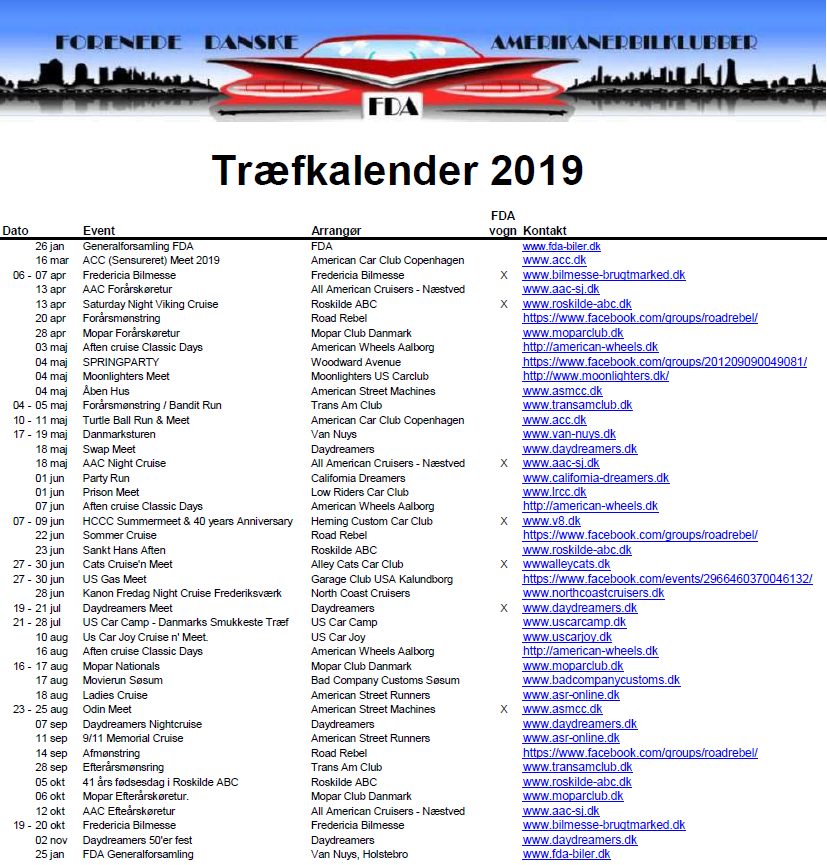 FORENEDE DANSKE AMERIKANERBILKLUBBER
FDA
Træfkalender 2019
Dato Event Arrangør FDA vogn Kontakt
26 jan Generalforsamling FDA FDA www.fda-biler.dk
16 mar ACC (Sensureret) Meet 2019 American Car Club Copenhagen www.acc.dk
06 - 07 apr Fredericia Bilmesse Fredericia Bilmesse X www.bilmesse-brugtmarked.dk
13 apr AAC Forårskøretur All American Cruisers - Næstved www.aac-sj.dk
13 apr Saturday Night Viking Cruise Roskilde ABC X www.roskilde-abc.dk
20 apr Forårsmønstring Road Rebel https://www.facebook.com/groups/roadrebel/
28 apr Mopar Forårskøretur Mopar Club Danmark www.moparclub.dk
03 maj Aften cruise Classic Days American Wheels Aalborg http://american-wheels.dk
04 maj SPRINGPARTY Woodward Avenue https://www.facebook.com/groups/201209090049081/
04 maj Moonlighters Meet Moonlighters US Carclub http://www.moonlighters.dk/
04 maj Åben Hus American Street Machines www.asmcc.dk
04 - 05 maj Forårsmønstring / Bandit Run Trans Am Club www.transamclub.dk
10 - 11 maj Turtle Ball Run & Meet American Car Club Copenhagen www.acc.dk
17 - 19 maj Danmarksturen Van Nuys www.van-nuys.dk
18 maj Swap Meet Daydreamers www.daydreamers.dk
18 maj AAC Night Cruise All American Cruisers - Næstved X www.aac-sj.dk
01 jun Party Run California Dreamers www.california-dreamers.dk
01 jun Prison Meet Low Riders Car Club www.lrcc.dk
07 jun Aften cruise Classic Days American Wheels Aalborg http://american-wheels.dk
07 - 09 jun HCCC Summermeet & 40 years Anniversary Herning Custom Car Club X www.v8.dk
22 jun Sommer Cruise Road Rebel https://www.facebook.com/groups/roadrebel/
23 jun Sankt Hans Aften Roskilde ABC www.roskilde-abc.dk
27 - 30 jun Cats Cruise'n Meet Alley Cats Car Club X wwwalleycats.dk
27 - 30 jun US Gas Meet Garage Club USA Kalundborg https://www.facebook.com/events/2966460370046132/
28 jun Kanon Fredag Night Cruise Frederiksværk North Coast Cruisers www.northcoastcruisers.dk
19 - 21 jul Daydreamers Meet Daydreamers X www.daydreamers.dk
21 - 28 jul US Car Camp - Danmarks Smukkeste Træf US Car Camp www.uscarcamp.dk
10 aug Us Car Joy Cruise n' Meet. US Car Joy www.uscarjoy.dk
16 aug Aften cruise Classic Days American Wheels Aalborg http://american-wheels.dk
16 - 17 aug Mopar Nationals Mopar Club Danmark www.moparclub.dk
17 aug Movierun Søsum Bad Company Customs Søsum www.badcompanycustoms.dk
18 aug Ladies Cruise American Street Runners www.asr-online.dk
23 - 25 aug Odin Meet American Street Machines X www.asmcc.dk
07 sep Daydreamers Nightcruise Daydreamers www.daydreamers.dk
11 sep 9/11 Memorial Cruise American Street Runners www.asr-online.dk
14 sep Afmønstring Road Rebel https://www.facebook.com/groups/roadrebel/
28 sep Efterårsmønsring Trans Am Club www.transamclub.dk
05 okt 41 års fødsesdag i Roskilde ABC Roskilde ABC www.roskilde-abc.dk
06 okt Mopar Efterårskøretur. Mopar Club Danmark www.moparclub.dk
12 okt AAC Efteårskøretur All American Cruisers - Næstved www.aac-sj.dk
19 - 20 okt Fredericia Bilmesse Fredericia Bilmesse www.bilmesse-brugtmarked.dk
02 nov Daydreamers 50'er fest Daydreamers www.daydreamers.dk
25 jan FDA Generalforsamling Van Nuys, Holstebro www.fda-biler.dk